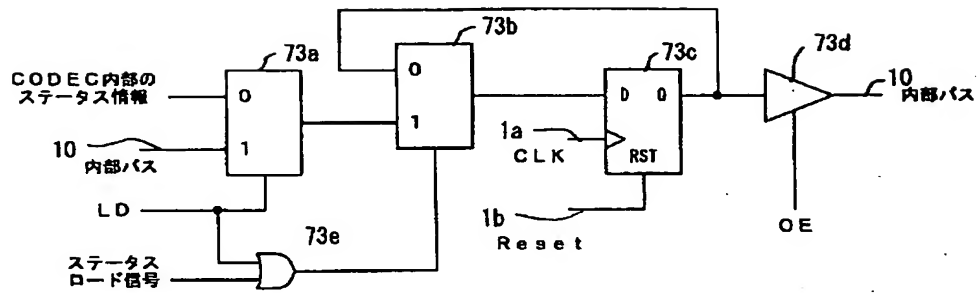 73a
73b
73c
73d
CODEC内部の
ステータス情報
0
1
0
1
D Q
RST
10
内部バス
10
内部バス
1a
CLK
LD
1b
Reset
OE
73e
ステータス
ロード信号